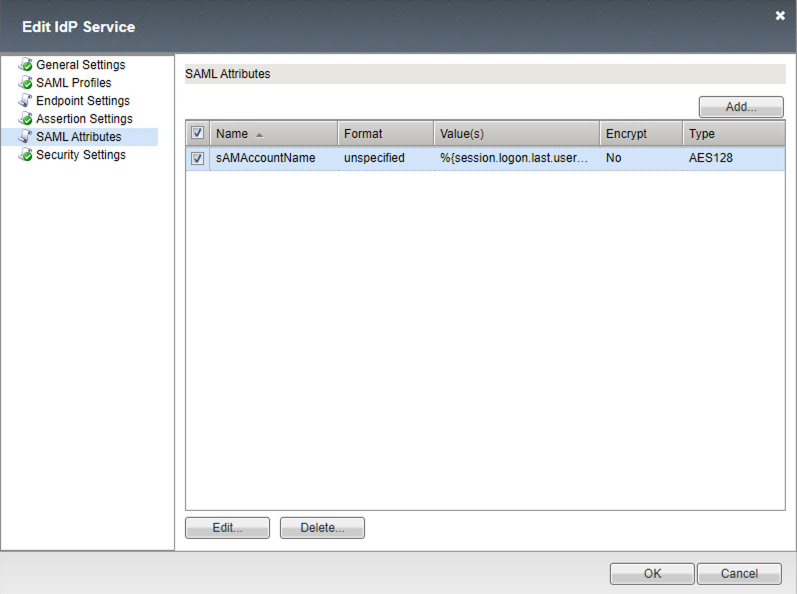 Edit IdP Service
General Settings
SAML Profiles
Endpoint Settings
Assertion Settings
SAML Attributes
Security Settings
SAML Attributes
Add...
Name Format Value(s) Encrypt Type
sAMAccountName unspecified %{session.logon.last.user... No AES128
Edit... Delete...
OK Cancel